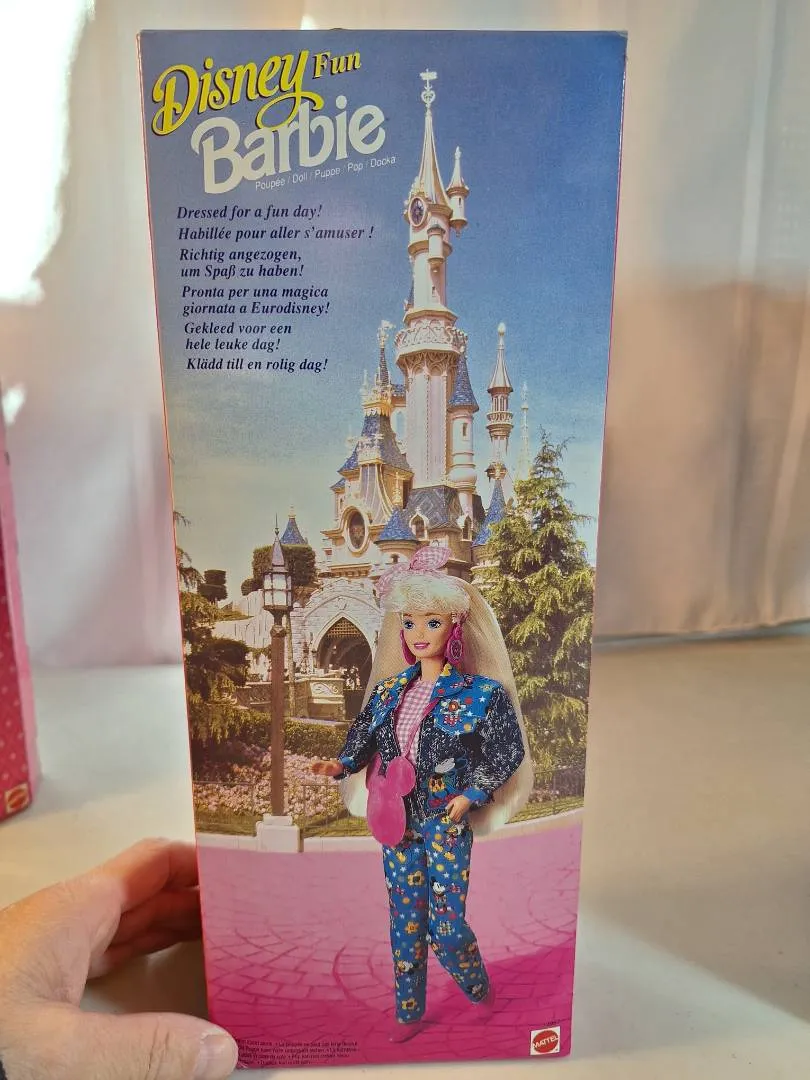 Disney Fun
Barbie
Poupée / Doll / Puppe / Pop / Docka
Dressed for a fun day!
Habillée pour aller s'amuser !
Richtig angezogen,
um Spaß zu haben!
Pronta per una magica
giornata a Eurodisney!
Gekleed voor een
hele leuke dag!
Klädd till en rolig dag!
MATTEL